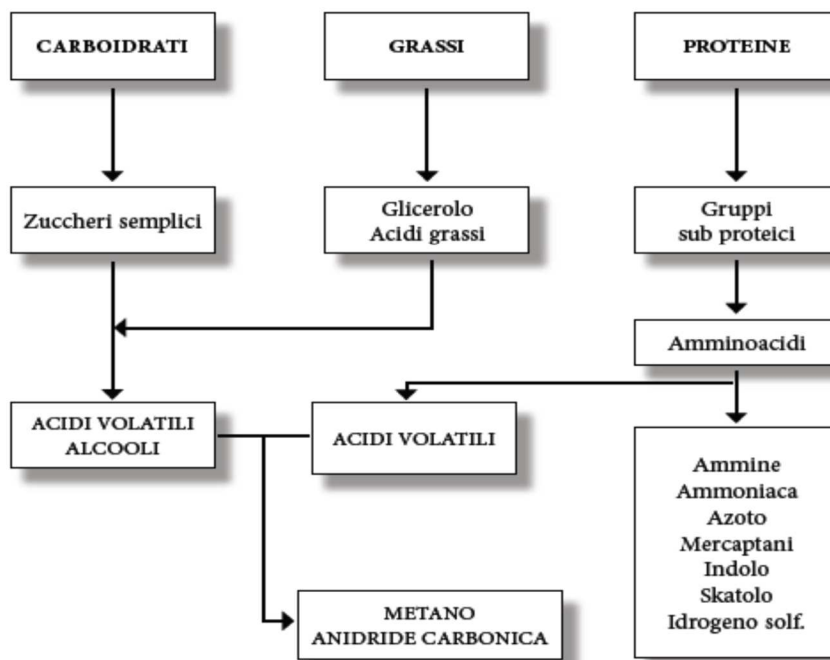 CARBOIDRATI
GRASSI
PROTEINE
Zuccheri semplici
Glicerolo
Acidi grassi
Gruppi
sub proteici
Amminoacidi
ACIDI VOLATILI
ALCOOLI
ACIDI VOLATILI
Ammine
Ammoniaca
Azoto
Mercaptani
Indolo
Skatolo
Idrogeno solf.
METANO
ANIDRIDE CARBONICA